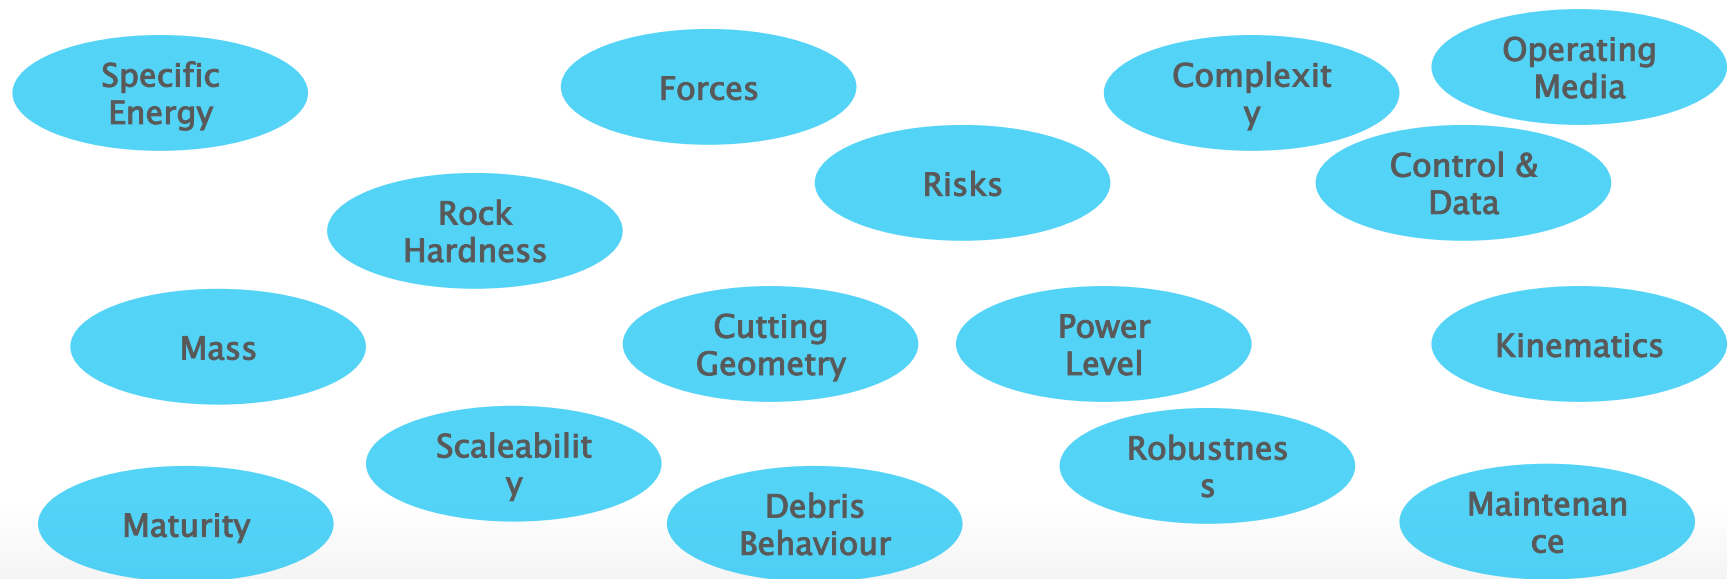 Specific
Energy
Forces
Complexit
y
Operating
Media
Risks
Control &
Data
Rock
Hardness
Mass
Cutting
Geometry
Power
Level
Kinematics
Scaleabilit
y
Robustnes
s
Maturity
Debris
Behaviour
Maintenan
ce